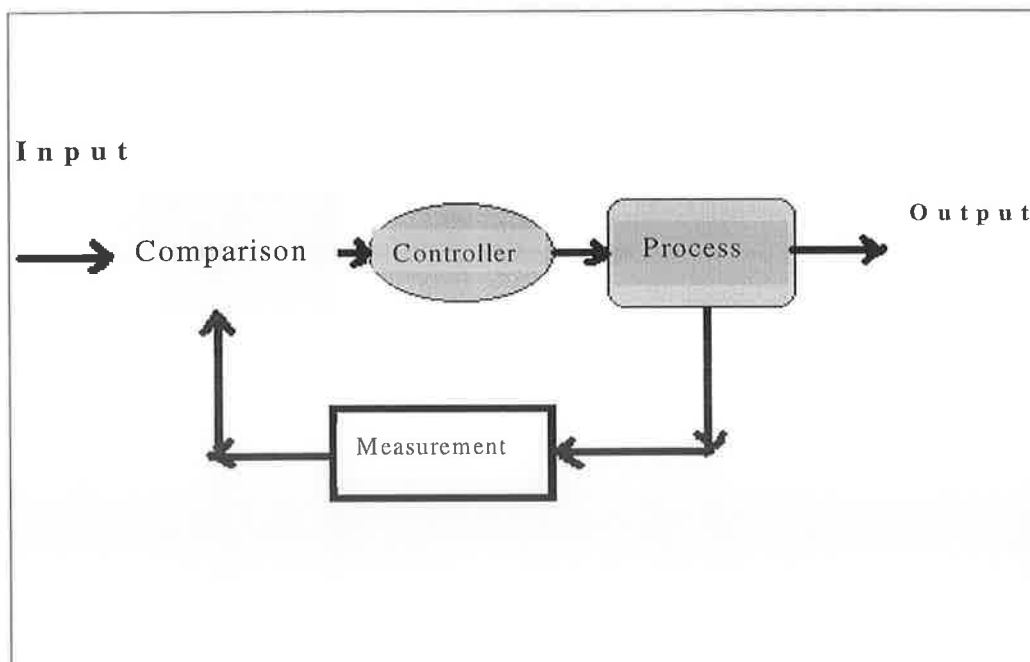 Input
Output
Comparison
Controller
Process
Measurement